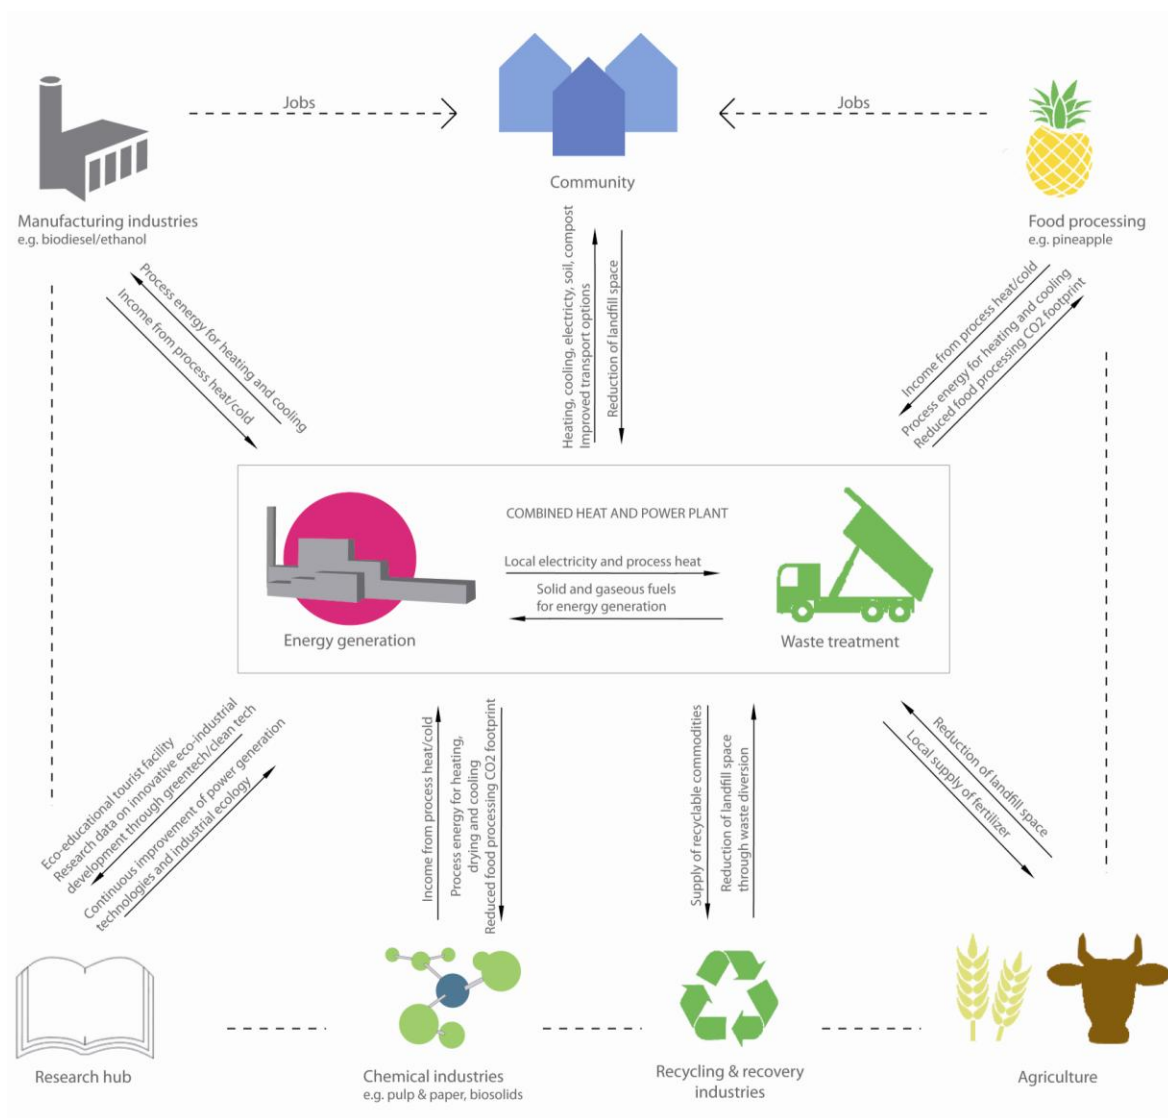 Jobs
Jobs
Community
Manufacturing industries
e.g. biodiesel/ethanol
Food processing
e.g. pineapple
Process energy for heating and cooling
Income from process heat/cold
Heating, cooling, electricty, soil, compost
Improved transport options
Reduction of landfill space
Income from process heat/cold
Process energy for heating and cooling
Reduced food processing CO2 footprint
COMBINED HEAT AND POWER PLANT
Local electricity and process heat
Solid and gaseous fuels
for energy generation
Energy generation
Waste treatment
Eco-educational tourist facility
Research data on innovative eco-industrial
development through greentech/clean tech
Continuous improvement of power generation
technologies and industrial ecology
Income from process heat/cold
Process energy for heating,
drying and cooling
Reduced food processing CO2 footprint
Supply of recyclable commodities
Reduction of landfill space
through waste diversion
Reduction of landfill space
Local supply of fertilizer
Research hub
Chemical industries
e.g. pulp & paper, biosolids
Recycling & recovery
industries
Agriculture